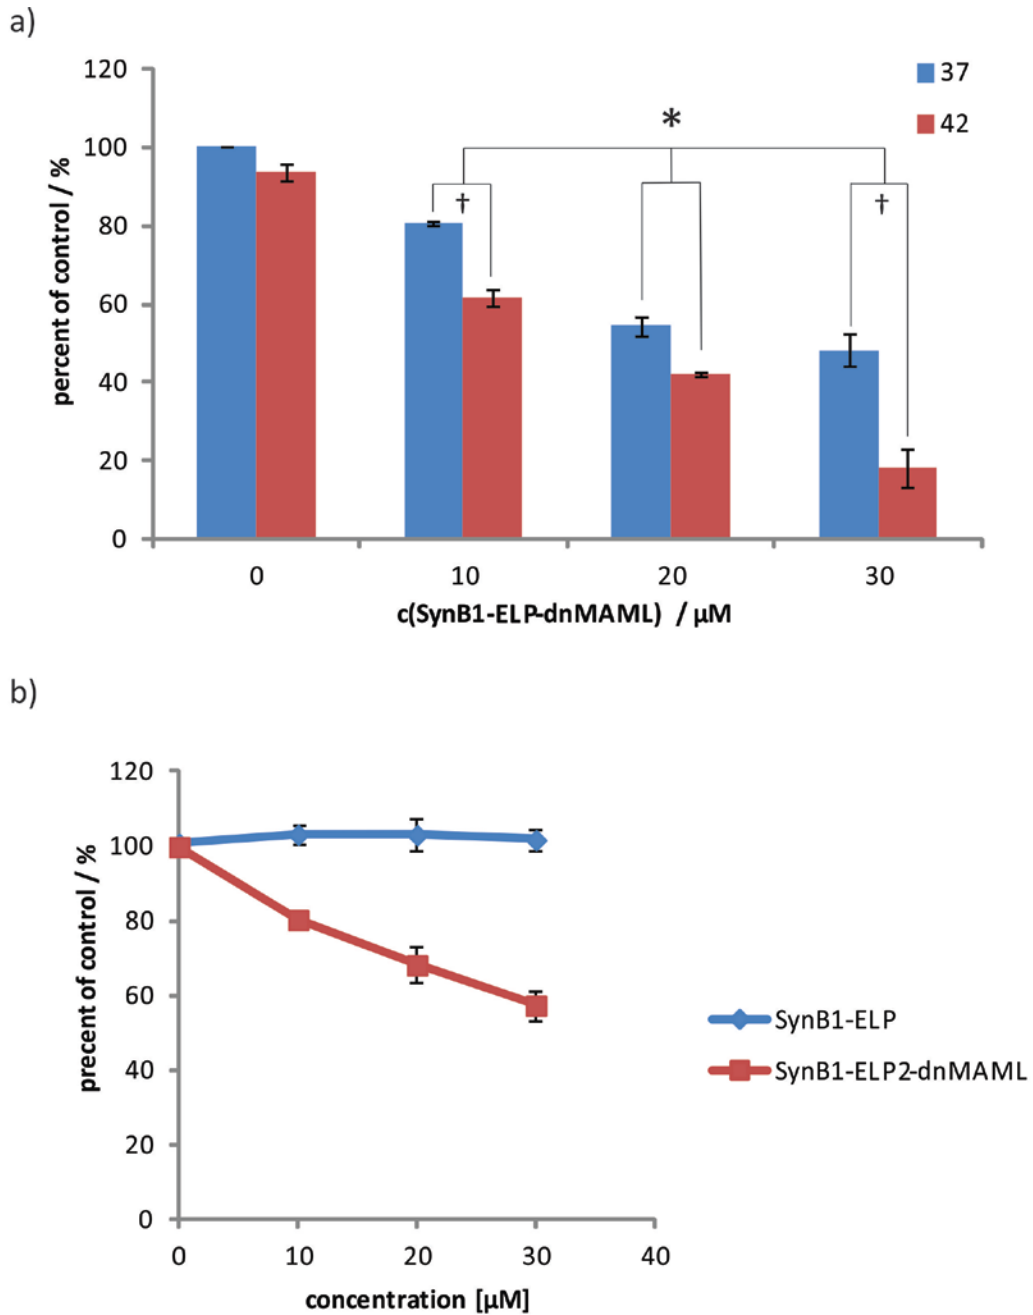 a)
120
100
80
60
40
20
0
percent of control / %
37
42
*
†
†
0 10 20 30
c(SynB1-ELP-dnMAML) / µM
b)
120
100
80
60
40
20
0
precent of control / %
0 10 20 30 40
concentration [µM]
SynB1-ELP
SynB1-ELP2-dnMAML